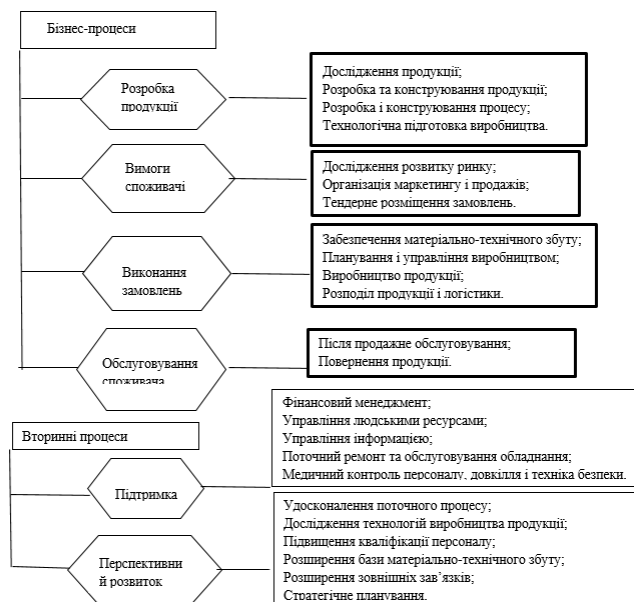 Бізнес-процеси
Розробка
продукції
Дослідження продукції;
Розробка та конструювання продукції;
Розробка і конструювання процесу;
Технологічна підготовка виробництва.
Вимоги
споживачі
Дослідження розвитку ринку;
Організація маркетингу і продажів;
Тендерне розміщення замовлень.
Виконання
замовлень
Забезпечення матеріально-технічного збуту;
Планування і управління виробництвом;
Виробництво продукції;
Розподіл продукції і логістики.
Обслуговування
споживача
Після продажне обслуговування;
Повернення продукції.
Вторинні процеси
Підтримка
Фінансовий менеджмент;
Управління людськими ресурсами;
Управління інформацією;
Поточний ремонт та обслуговування обладнання;
Медичний контроль персоналу, довкілля і техніка безпеки.
Перспективни
й розвиток
Удосконалення поточного процесу;
Дослідження технологій виробництва продукції;
Підвищення кваліфікації персоналу;
Розширення бази матеріально-технічного збуту;
Розширення зовнішніх зав’язків;
Стратегічне планування.